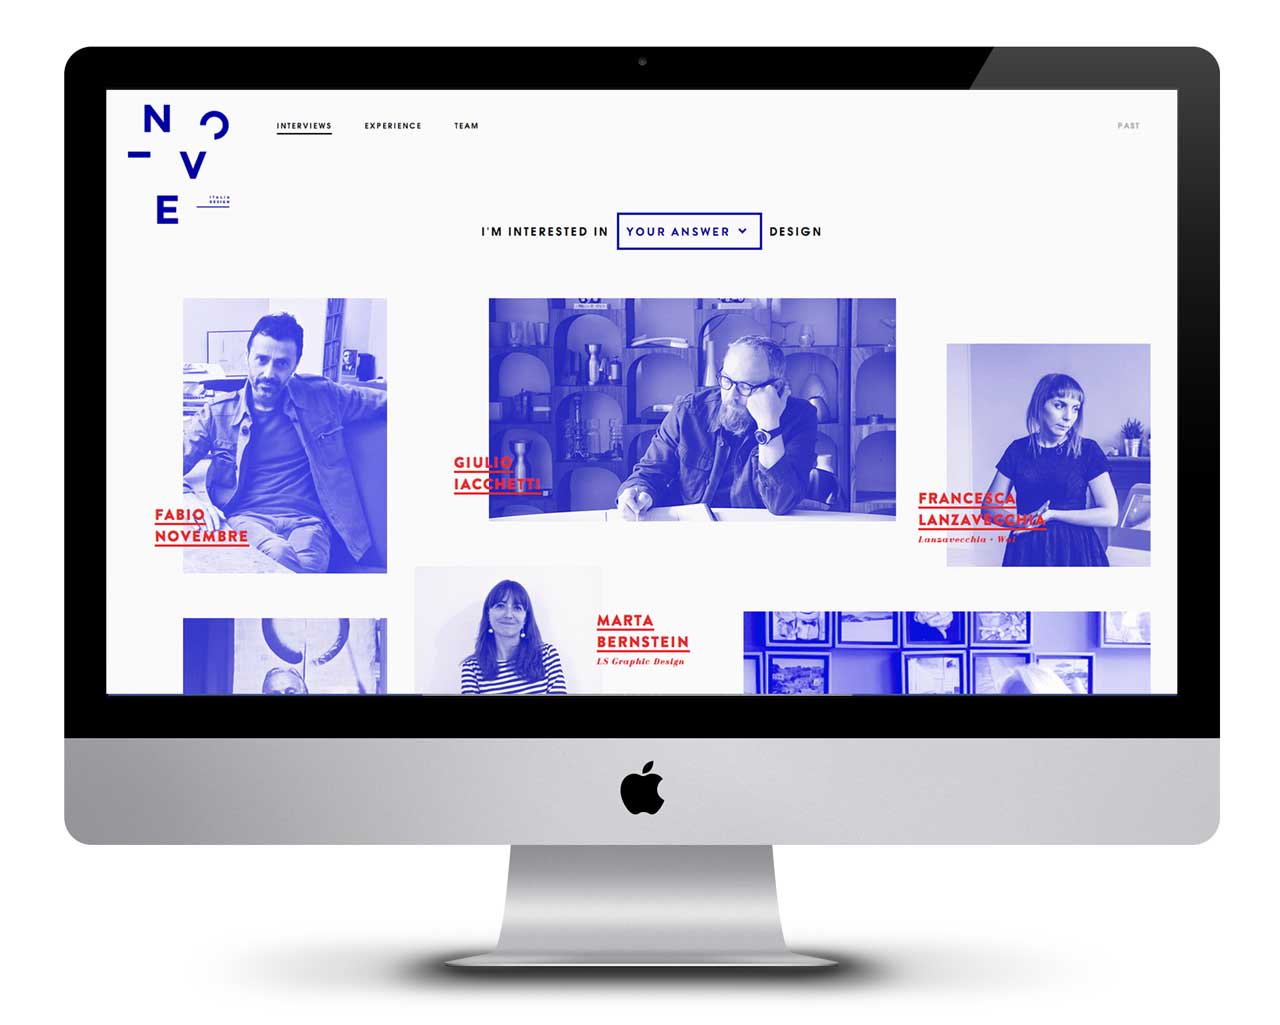 N O
V
E
ITALIA
DESIGN
INTERVIEWS EXPERIENCE TEAM PAST
I'M INTERESTED IN YOUR ANSWER DESIGN
FABIO
NOVEMBRE
GIULIO
IACCHETTI
FRANCESCA
LANZAVECCHIA
Lanzavecchia + Wai
MARTA
BERNSTEIN
LS Graphic Design